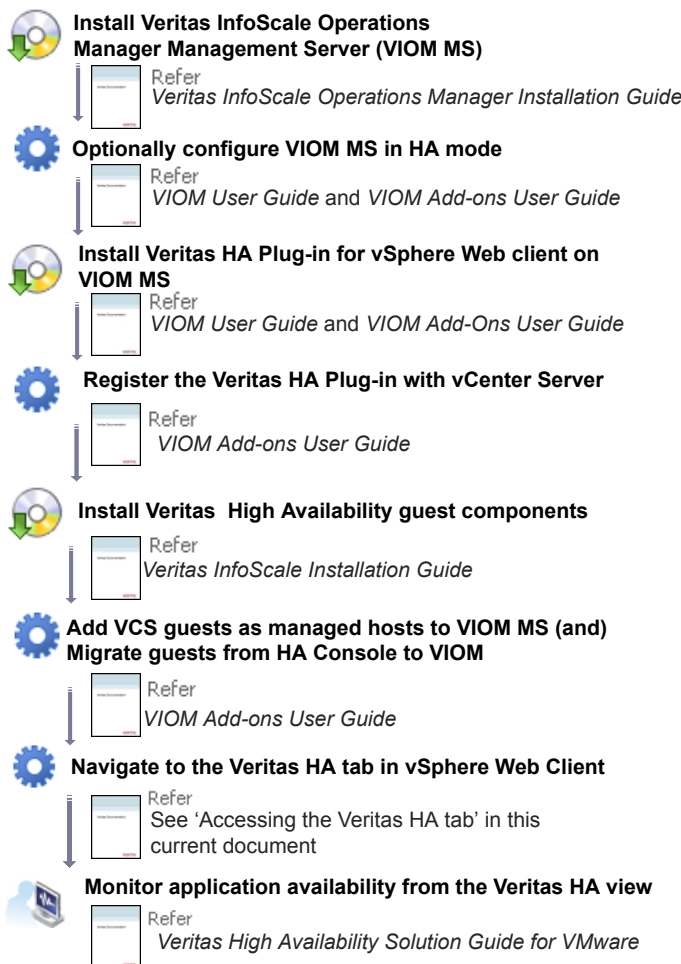 Install Veritas InfoScale Operations
Manager Management Server (VIOM MS)
Refer
Veritas InfoScale Operations Manager Installation Guide
Optionally configure VIOM MS in HA mode
Refer
VIOM User Guide and VIOM Add-ons User Guide
Install Veritas HA Plug-in for vSphere Web client on
VIOM MS
Refer
VIOM User Guide and VIOM Add-Ons User Guide
Register the Veritas HA Plug-in with vCenter Server
Refer
VIOM Add-ons User Guide
Install Veritas High Availability guest components
Refer
Veritas InfoScale Installation Guide
Add VCS guests as managed hosts to VIOM MS (and)
Migrate guests from HA Console to VIOM
Refer
VIOM Add-ons User Guide
Navigate to the Veritas HA tab in vSphere Web Client
Refer
See ‘Accessing the Veritas HA tab’ in this
current document
Monitor application availability from the Veritas HA view
Refer
Veritas High Availability Solution Guide for VMware